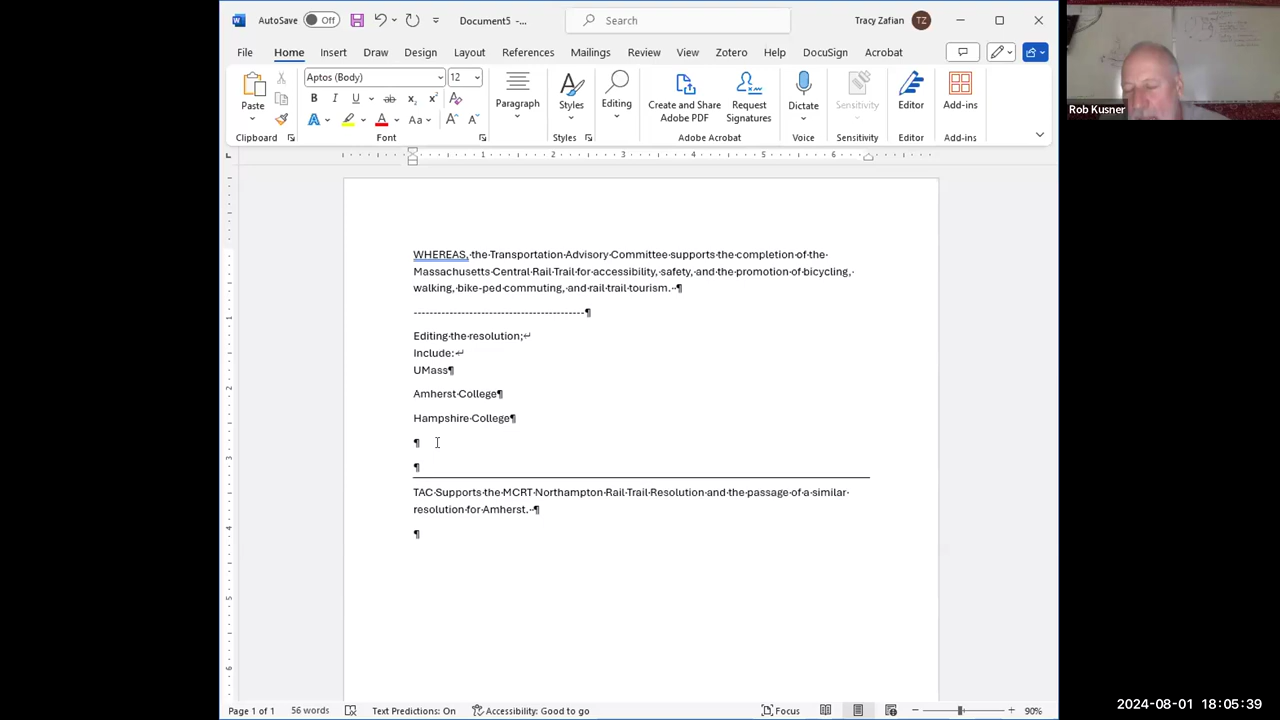 AutoSave Off Document5 -... Search Tracy Zafian TZ
File Home Insert Draw Design Layout References Mailings Review View Zotero Help DocuSign Acrobat
Aptos (Body) 12
Paste Paragraph Styles Editing Create and Share Adobe PDF Request Signatures Dictate Sensitivity Editor Add-ins
Clipboard Font Styles Adobe Acrobat Voice Sensitivity Editor Add-ins
Rob Kusner
WHEREAS, the Transportation Advisory Committee supports the completion of the
Massachusetts Central Rail Trail for accessibility, safety, and the promotion of bicycling,
walking, bike-ped commuting, and rail trail tourism. ¶
-------------------------------------------¶
Editing the resolution;↵
Include:↵
UMass¶
Amherst College¶
Hampshire College¶
¶
¶
TAC Supports the MCRT Northampton Rail Trail Resolution and the passage of a similar
resolution for Amherst. ¶
¶
Page 1 of 1 56 words Text Predictions: On Accessibility: Good to go Focus 90%
2024-08-01 18:05:39